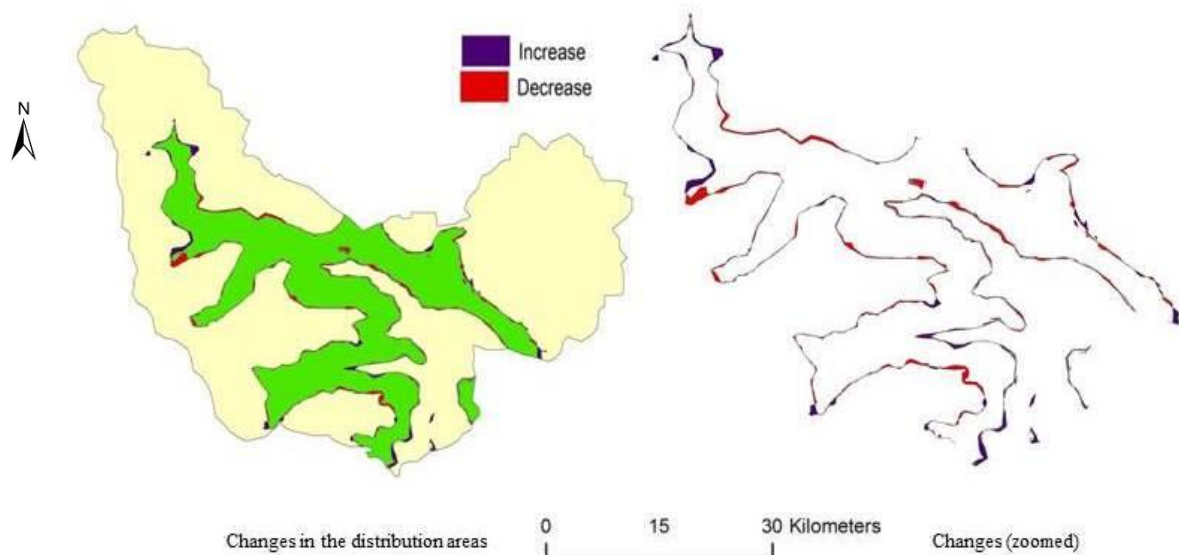 Increase
Decrease
N
Changes in the distribution areas
0 15 30 Kilometers
Changes (zoomed)